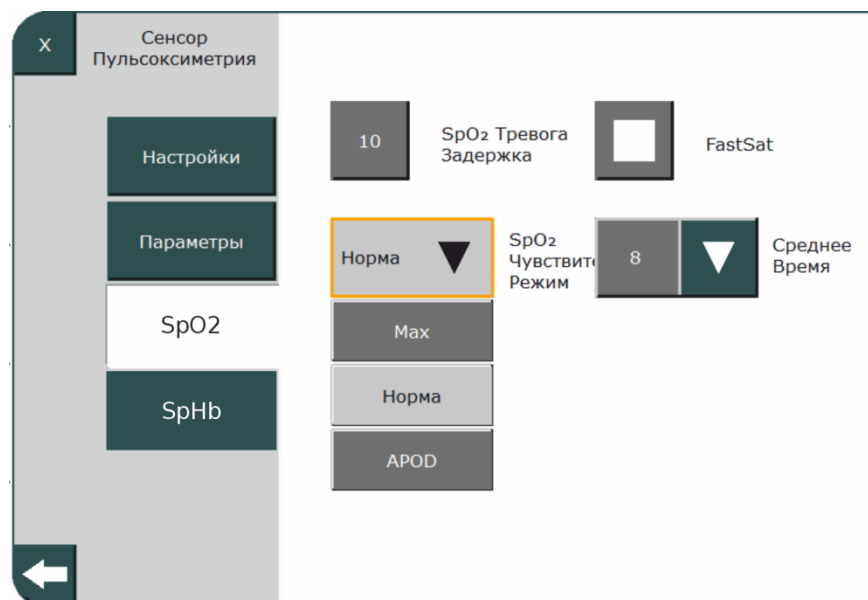 X
Сенсор
Пульсоксиметрия
Настройки
Параметры
SpO2
SpHb
10
SpO₂ Тревога
Задержка
FastSat
Норма
SpO₂
Чувствите
Режим
8
Среднее
Время
Max
Норма
APOD